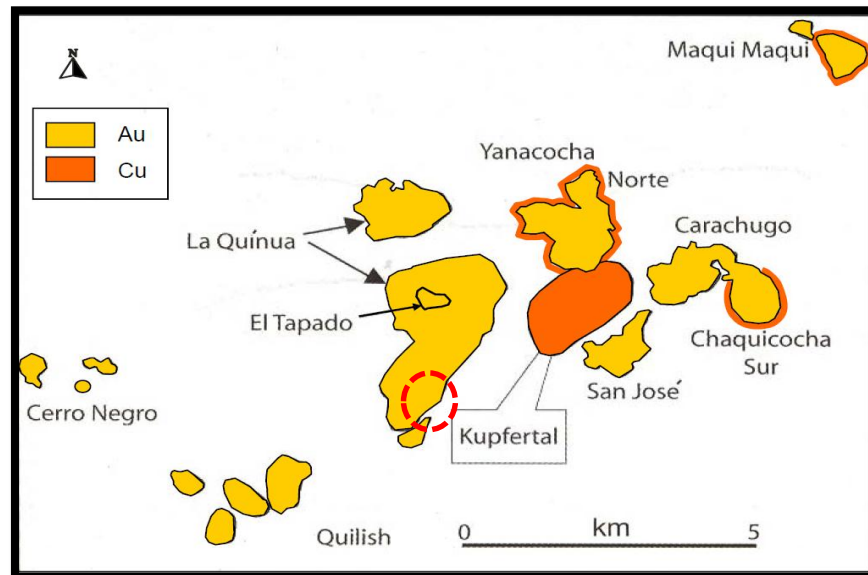 Maqui Maqui
N
Au
Cu
Yanacocha
Norte
Carachugo
La Quínua
El Tapado
Chaquicocha
Sur
San José
Cerro Negro
Kupfertal
Quilish
0 km 5